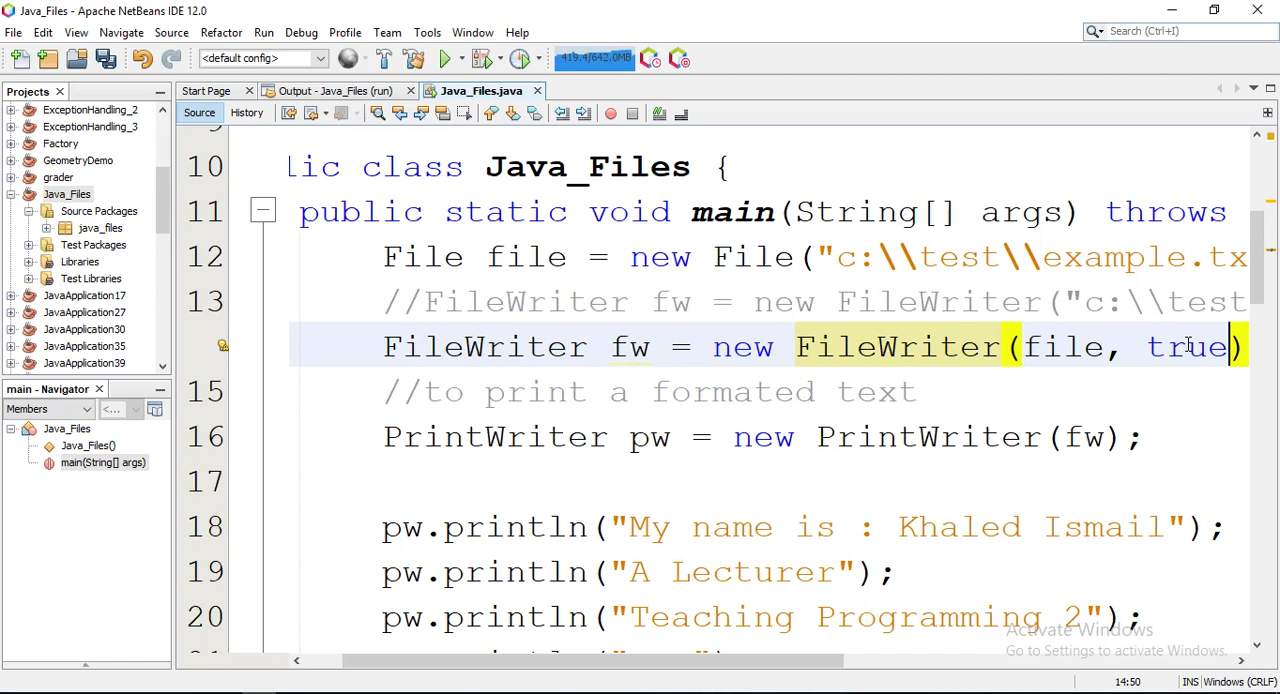 Java_Files - Apache NetBeans IDE 12.0
File Edit View Navigate Source Refactor Run Debug Profile Team Tools Window Help
Search (Ctrl+I)
<default config>
419.4/642.0MB
Projects
Start Page
Output - Java_Files (run)
Java_Files.java
Source History
ExceptionHandling_2
ExceptionHandling_3
Factory
GeometryDemo
grader
Java_Files
Source Packages
java_files
Test Packages
Libraries
Test Libraries
JavaApplication17
JavaApplication27
JavaApplication30
JavaApplication35
JavaApplication39
main - Navigator
Members
<...
Java_Files
Java_Files()
main(String[] args)
10 lic class Java_Files {
11 public static void main(String[] args) throws
12 File file = new File("c:\\test\\example.tx
13 //FileWriter fw = new FileWriter("c:\\test
FileWriter fw = new FileWriter(file, true)
15 //to print a formated text
16 PrintWriter pw = new PrintWriter(fw);
17
18 pw.println("My name is : Khaled Ismail");
19 pw.println("A Lecturer");
20 pw.println("Teaching Programming 2");
Activate Windows
Go to Settings to activate Windows.
14:50 INS Windows (CRLF)